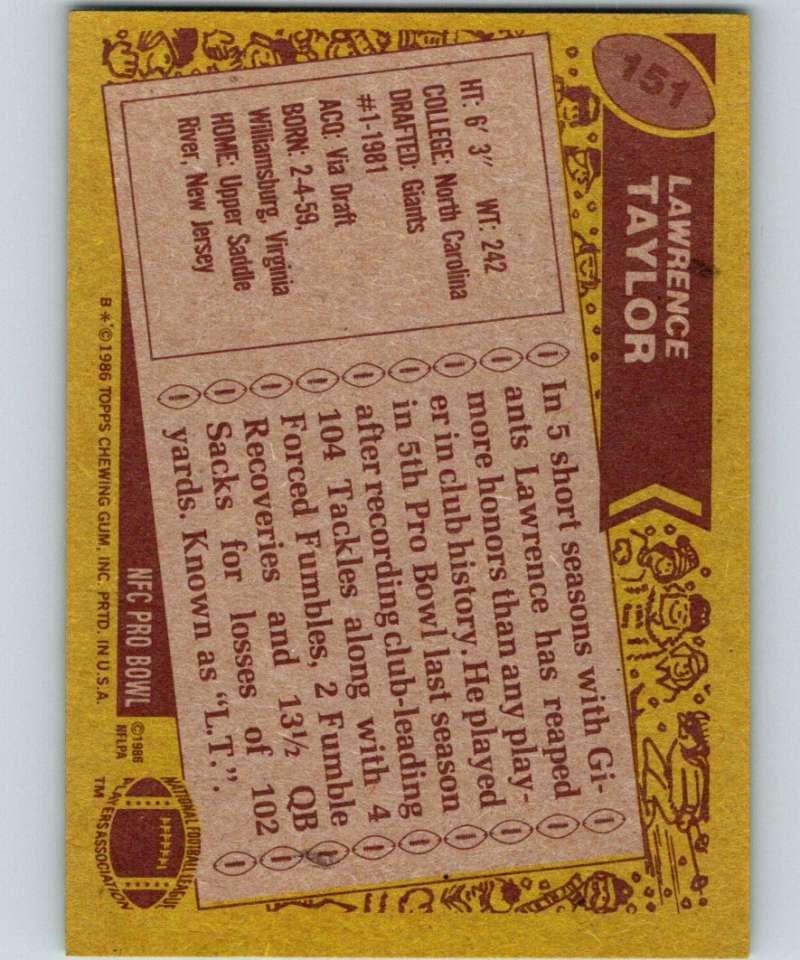 151
LAWRENCE
TAYLOR
HT: 6' 3" WT: 242
COLLEGE: North Carolina
DRAFTED: Giants
#1-1981
ACQ: Via Draft
BORN: 2-4-59,
Williamsburg, Virginia
HOME: Upper Saddle
River, New Jersey
In 5 short seasons with Gi-
ants Lawrence has reaped
more honors than any play-
er in club history. He played
in 5th Pro Bowl last season
after recording club-leading
104 Tackles along with 4
Forced Fumbles, 2 Fumble
Recoveries and 13½ QB
Sacks for losses of 102
yards. Known as "L.T.".
NFC PRO BOWL
B*©1986 TOPPS CHEWING GUM, INC. PRTD. IN U.S.A.
©1986
NFLPA
NATIONAL FOOTBALL LEAGUE
PLAYERS ASSOCIATION
TM